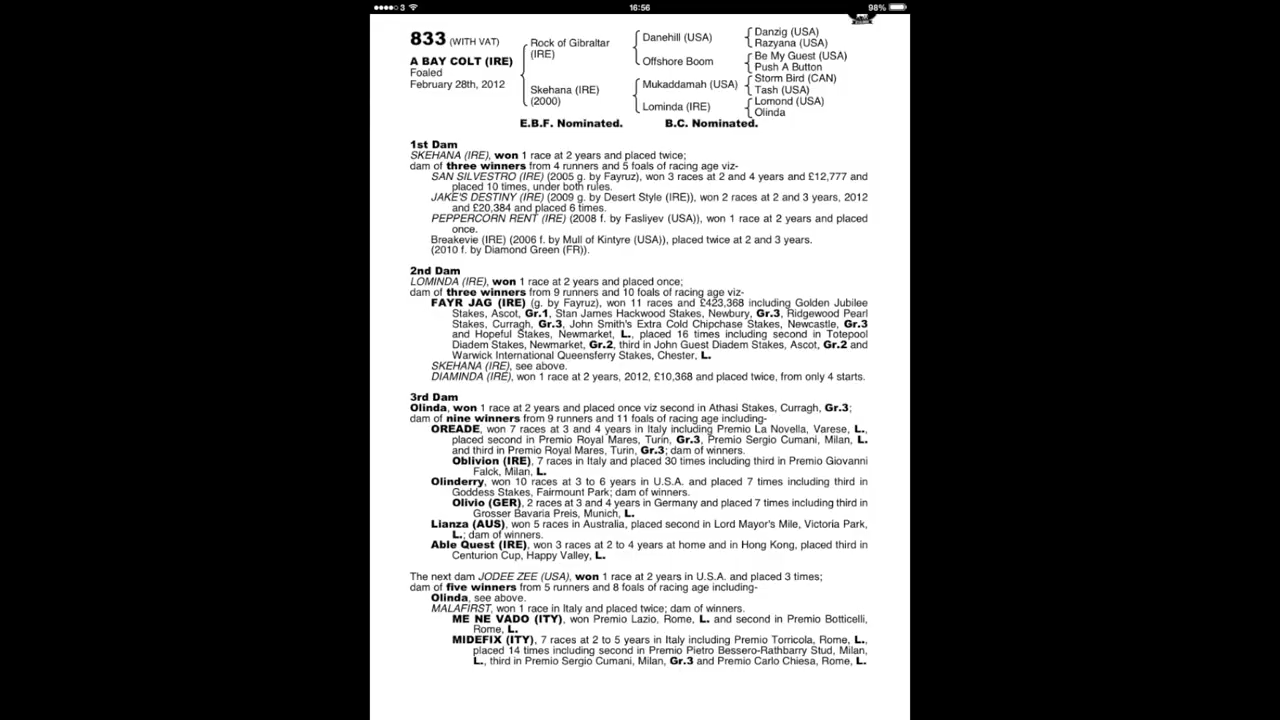 3 16:56 98%
833 (WITH VAT)
A BAY COLT (IRE)
Foaled
February 28th, 2012
Rock of Gibraltar
(IRE)
Skehana (IRE)
(2000)
Danehill (USA)
Offshore Boom
Mukaddamah (USA)
Lominda (IRE)
Danzig (USA)
Razyana (USA)
Be My Guest (USA)
Push A Button
Storm Bird (CAN)
Tash (USA)
Lomond (USA)
Olinda
E.B.F. Nominated. B.C. Nominated.
1st Dam
SKEHANA (IRE), won 1 race at 2 years and placed twice;
dam of three winners from 4 runners and 5 foals of racing age viz-
SAN SILVESTRO (IRE) (2005 g. by Fayruz), won 3 races at 2 and 4 years and £12,777 and
placed 10 times, under both rules.
JAKE'S DESTINY (IRE) (2009 g. by Desert Style (IRE)), won 2 races at 2 and 3 years, 2012
and £20,384 and placed 6 times.
PEPPERCORN RENT (IRE) (2008 f. by Fasliyev (USA)), won 1 race at 2 years and placed
once.
Breakevie (IRE) (2006 f. by Mull of Kintyre (USA)), placed twice at 2 and 3 years.
(2010 f. by Diamond Green (FR)).
2nd Dam
LOMINDA (IRE), won 1 race at 2 years and placed once;
dam of three winners from 9 runners and 10 foals of racing age viz-
FAYR JAG (IRE) (g. by Fayruz), won 11 races and £423,368 including Golden Jubilee
Stakes, Ascot, Gr.1, Stan James Hackwood Stakes, Newbury, Gr.3, Ridgewood Pearl
Stakes, Curragh, Gr.3, John Smith's Extra Cold Chipchase Stakes, Newcastle, Gr.3
and Hopeful Stakes, Newmarket, L., placed 16 times including second in Totepool
Diadem Stakes, Newmarket, Gr.2, third in John Guest Diadem Stakes, Ascot, Gr.2 and
Warwick International Queensferry Stakes, Chester, L.
SKEHANA (IRE), see above.
DIAMINDA (IRE), won 1 race at 2 years, 2012, £10,368 and placed twice, from only 4 starts.
3rd Dam
Olinda, won 1 race at 2 years and placed once viz second in Athasi Stakes, Curragh, Gr.3;
dam of nine winners from 9 runners and 11 foals of racing age including-
OREADE, won 7 races at 3 and 4 years in Italy including Premio La Novella, Varese, L.,
placed second in Premio Royal Mares, Turin, Gr.3, Premio Sergio Cumani, Milan, L.
and third in Premio Royal Mares, Turin, Gr.3; dam of winners.
Oblivion (IRE), 7 races in Italy and placed 30 times including third in Premio Giovanni
Falck, Milan, L.
Olinderry, won 10 races at 3 to 6 years in U.S.A. and placed 7 times including third in
Goddess Stakes, Fairmount Park; dam of winners.
Olivio (GER), 2 races at 3 and 4 years in Germany and placed 7 times including third in
Grosser Bavaria Preis, Munich, L.
Lianza (AUS), won 5 races in Australia, placed second in Lord Mayor's Mile, Victoria Park,
L.; dam of winners.
Able Quest (IRE), won 3 races at 2 to 4 years at home and in Hong Kong, placed third in
Centurion Cup, Happy Valley, L.
The next dam JODEE ZEE (USA), won 1 race at 2 years in U.S.A. and placed 3 times;
dam of five winners from 5 runners and 8 foals of racing age including-
Olinda, see above.
MALAFIRST, won 1 race in Italy and placed twice; dam of winners.
ME NE VADO (ITY), won Premio Lazio, Rome, L. and second in Premio Botticelli,
Rome, L.
MIDEFIX (ITY), 7 races at 2 to 5 years in Italy including Premio Torricola, Rome, L.,
placed 14 times including second in Premio Pietro Bessero-Rathbarry Stud, Milan,
L., third in Premio Sergio Cumani, Milan, Gr.3 and Premio Carlo Chiesa, Rome, L.